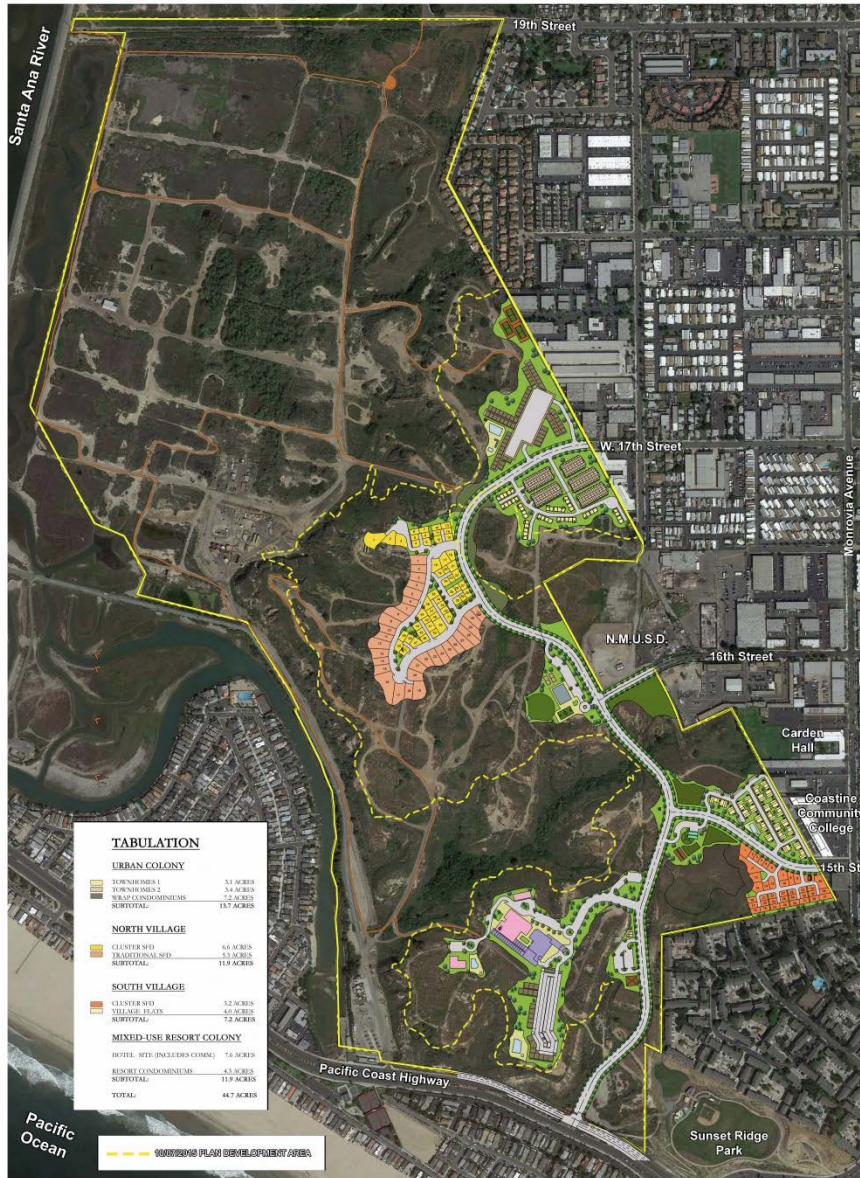 19th Street
Santa Ana River
W. 17th Street
Monrovia Avenue
N.M.U.S.D.
16th Street
Carden
Hall
Coastine
Community
College
15th St
TABULATION
URBAN COLONY
TOWNHOMES 1 3.1 ACRES
TOWNHOMES 2 3.4 ACRES
WRAP CONDOMINIUMS 7.2 ACRES
SUBTOTAL: 13.7 ACRES
NORTH VILLAGE
CLUSTER SFD 6.6 ACRES
TRADITIONAL SFD 5.3 ACRES
SUBTOTAL: 11.9 ACRES
SOUTH VILLAGE
CLUSTER SFD 3.2 ACRES
VILLAGE FLATS 4.0 ACRES
SUBTOTAL: 7.2 ACRES
MIXED-USE RESORT COLONY
HOTEL SITE (INCLUDES COMM.) 7.6 ACRES
RESORT CONDOMINIUMS 4.3 ACRES
SUBTOTAL: 11.9 ACRES
TOTAL: 44.7 ACRES
Pacific Coast Highway
Pacific
Ocean
Sunset Ridge
Park
10/07/2015 PLAN DEVELOPMENT AREA